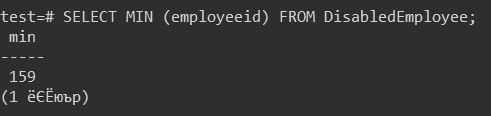 test=# SELECT MIN (employeeid) FROM DisabledEmployee;
min
-----
159
(1 ёЄЁюър)